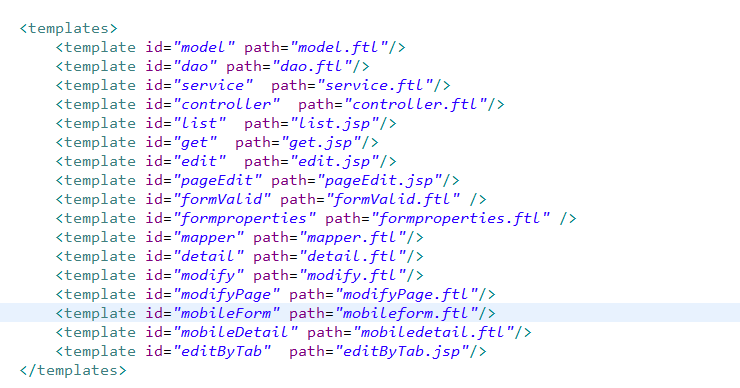 <templates>
    <template id="model" path="model.ftl"/>
    <template id="dao" path="dao.ftl"/>
    <template id="service"  path="service.ftl"/>
    <template id="controller"  path="controller.ftl"/>
    <template id="list"  path="list.jsp"/>
    <template id="get"  path="get.jsp"/>
    <template id="edit"  path="edit.jsp"/>
    <template id="pageEdit" path="pageEdit.jsp"/>
    <template id="formValid" path="formValid.ftl" />
    <template id="formproperties" path="formproperties.ftl" />
    <template id="mapper" path="mapper.ftl"/>
    <template id="detail" path="detail.ftl"/>
    <template id="modify" path="modify.ftl"/>
    <template id="modifyPage" path="modifyPage.ftl"/>
    <template id="mobileForm" path="mobileform.ftl"/>
    <template id="mobileDetail" path="mobiledetail.ftl"/>
    <template id="editByTab"  path="editByTab.jsp"/>
</templates>